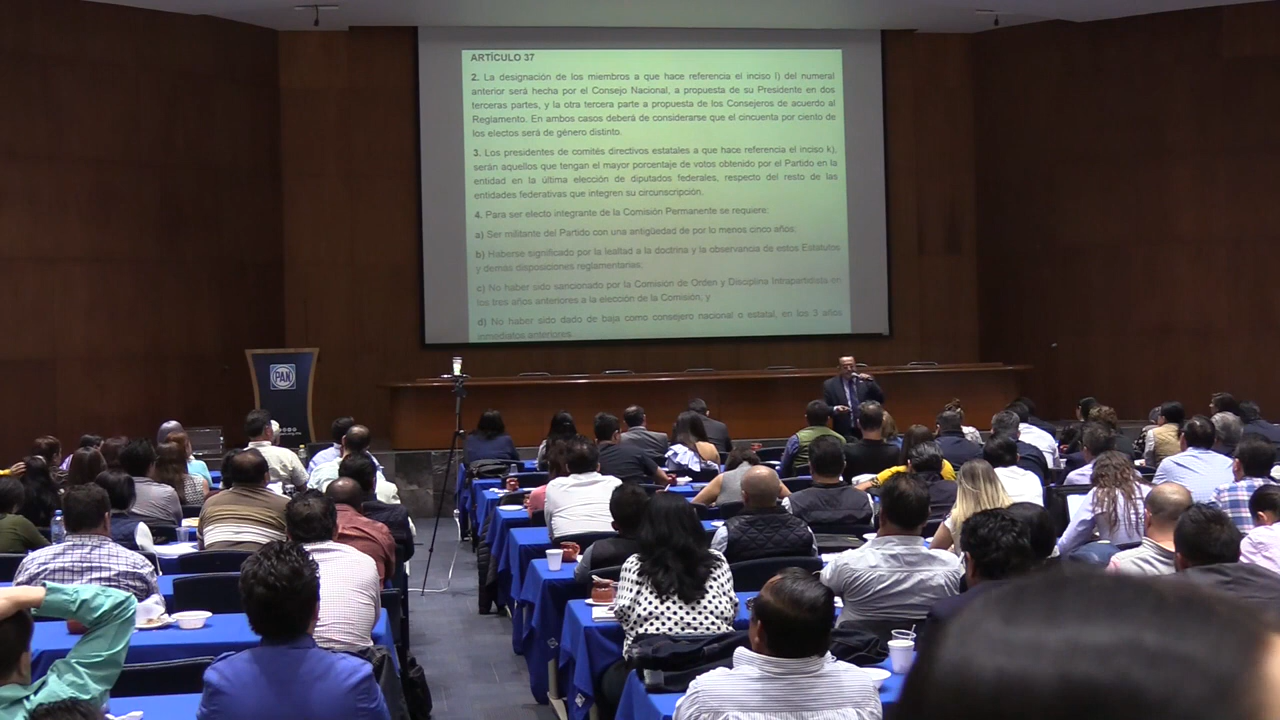 ARTÍCULO 37
2. La designación de los miembros a que hace referencia el inciso l) del numeral
anterior será hecha por el Consejo Nacional, a propuesta de su Presidente en dos
terceras partes, y la otra tercera parte a propuesta de los Consejeros de acuerdo al
Reglamento. En ambos casos deberá de considerarse que el cincuenta por ciento de
los electos será de género distinto.
3. Los presidentes de comités directivos estatales a que hace referencia el inciso k),
serán aquellos que tengan el mayor porcentaje de votos obtenido por el Partido en la
entidad en la última elección de diputados federales, respecto del resto de las
entidades federativas que integren su circunscripción.
4. Para ser electo integrante de la Comisión Permanente se requiere:
a) Ser militante del Partido con una antigüedad de por lo menos cinco años;
b) Haberse significado por la lealtad a la doctrina y la observancia de estos Estatutos
y demás disposiciones reglamentarias;
c) No haber sido sancionado por la Comisión de Orden y Disciplina Intrapartidista en
los tres años anteriores a la elección de la Comisión; y
d) No haber sido dado de baja como consejero nacional o estatal, en los 3 años
inmediatos anteriores.
PAN